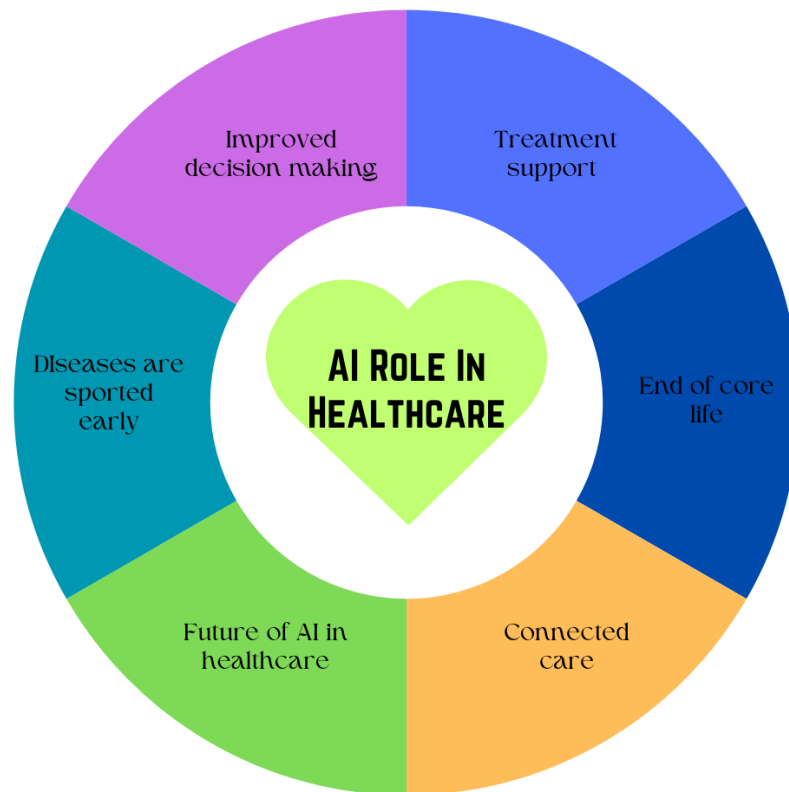 Improved
decision making
Treatment
support
DIseases are
sported
early
AI Role In
Healthcare
End of core
life
Future of AI in
healthcare
Connected
care